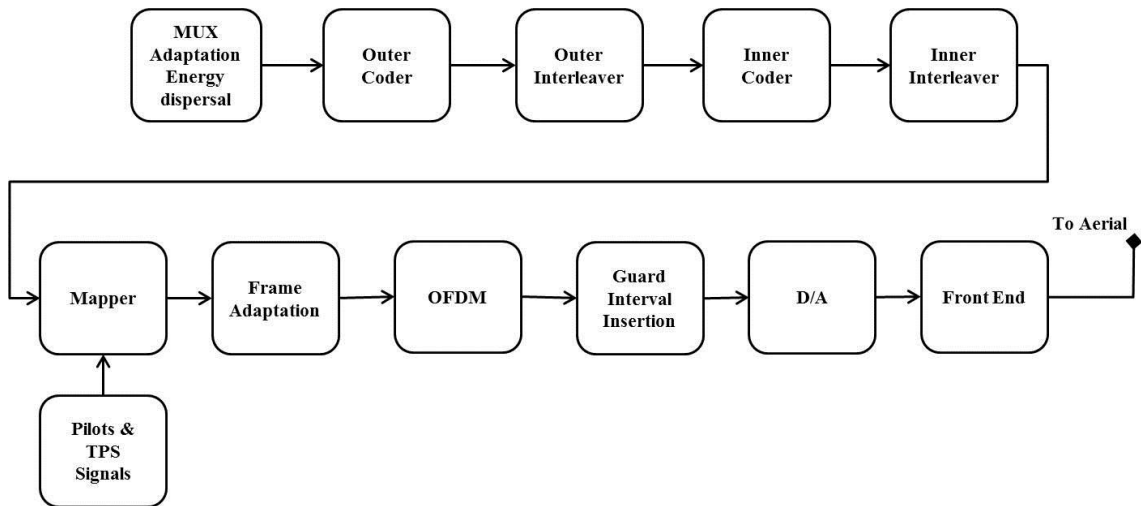 MUX
Adaptation
Energy
dispersal
Outer
Coder
Outer
Interleaver
Inner
Coder
Inner
Interleaver
To Aerial
Mapper
Frame
Adaptation
OFDM
Guard
Interval
Insertion
D/A
Front End
Pilots &
TPS
Signals